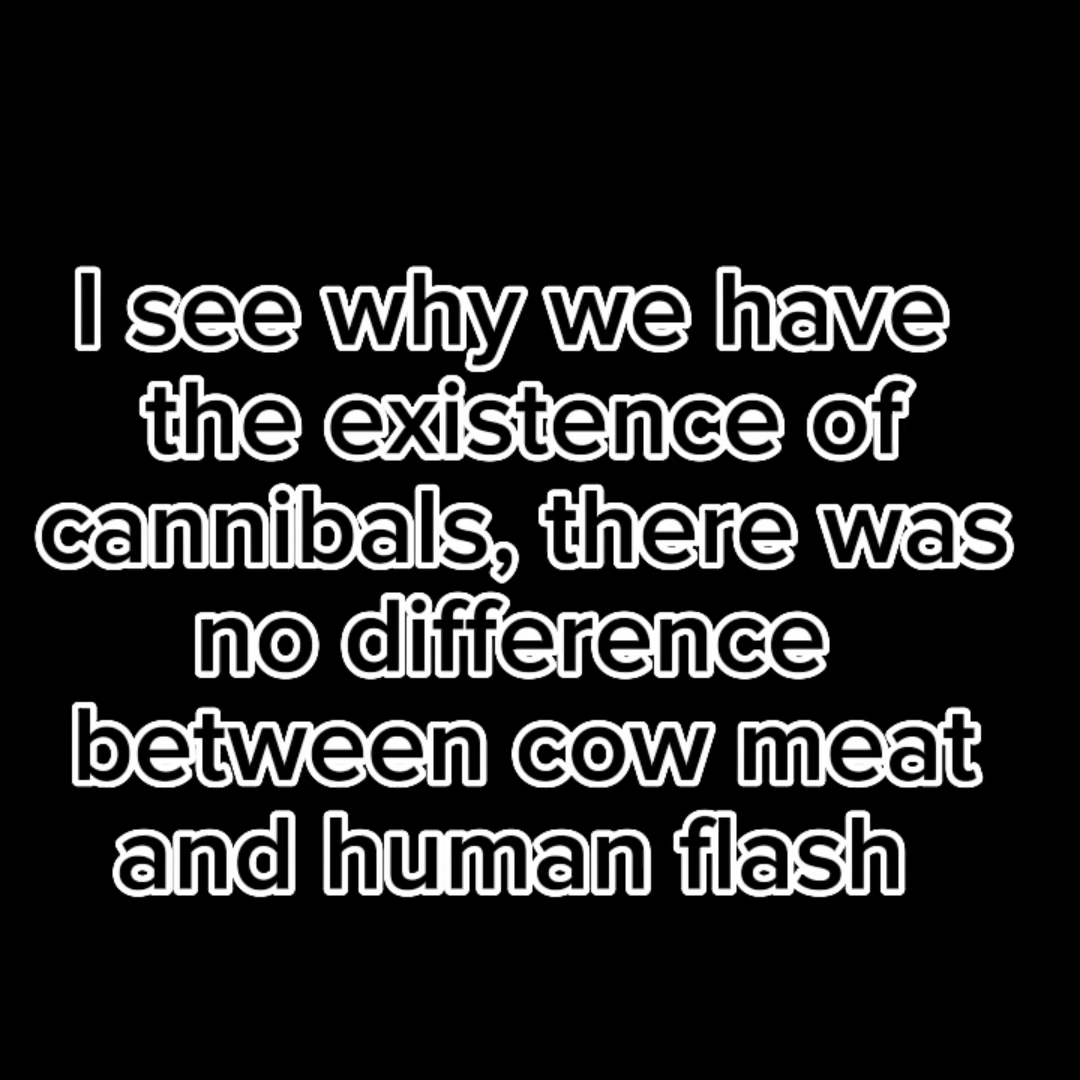 I see why we have
the existence of
cannibals, there was
no difference
between cow meat
and human flash